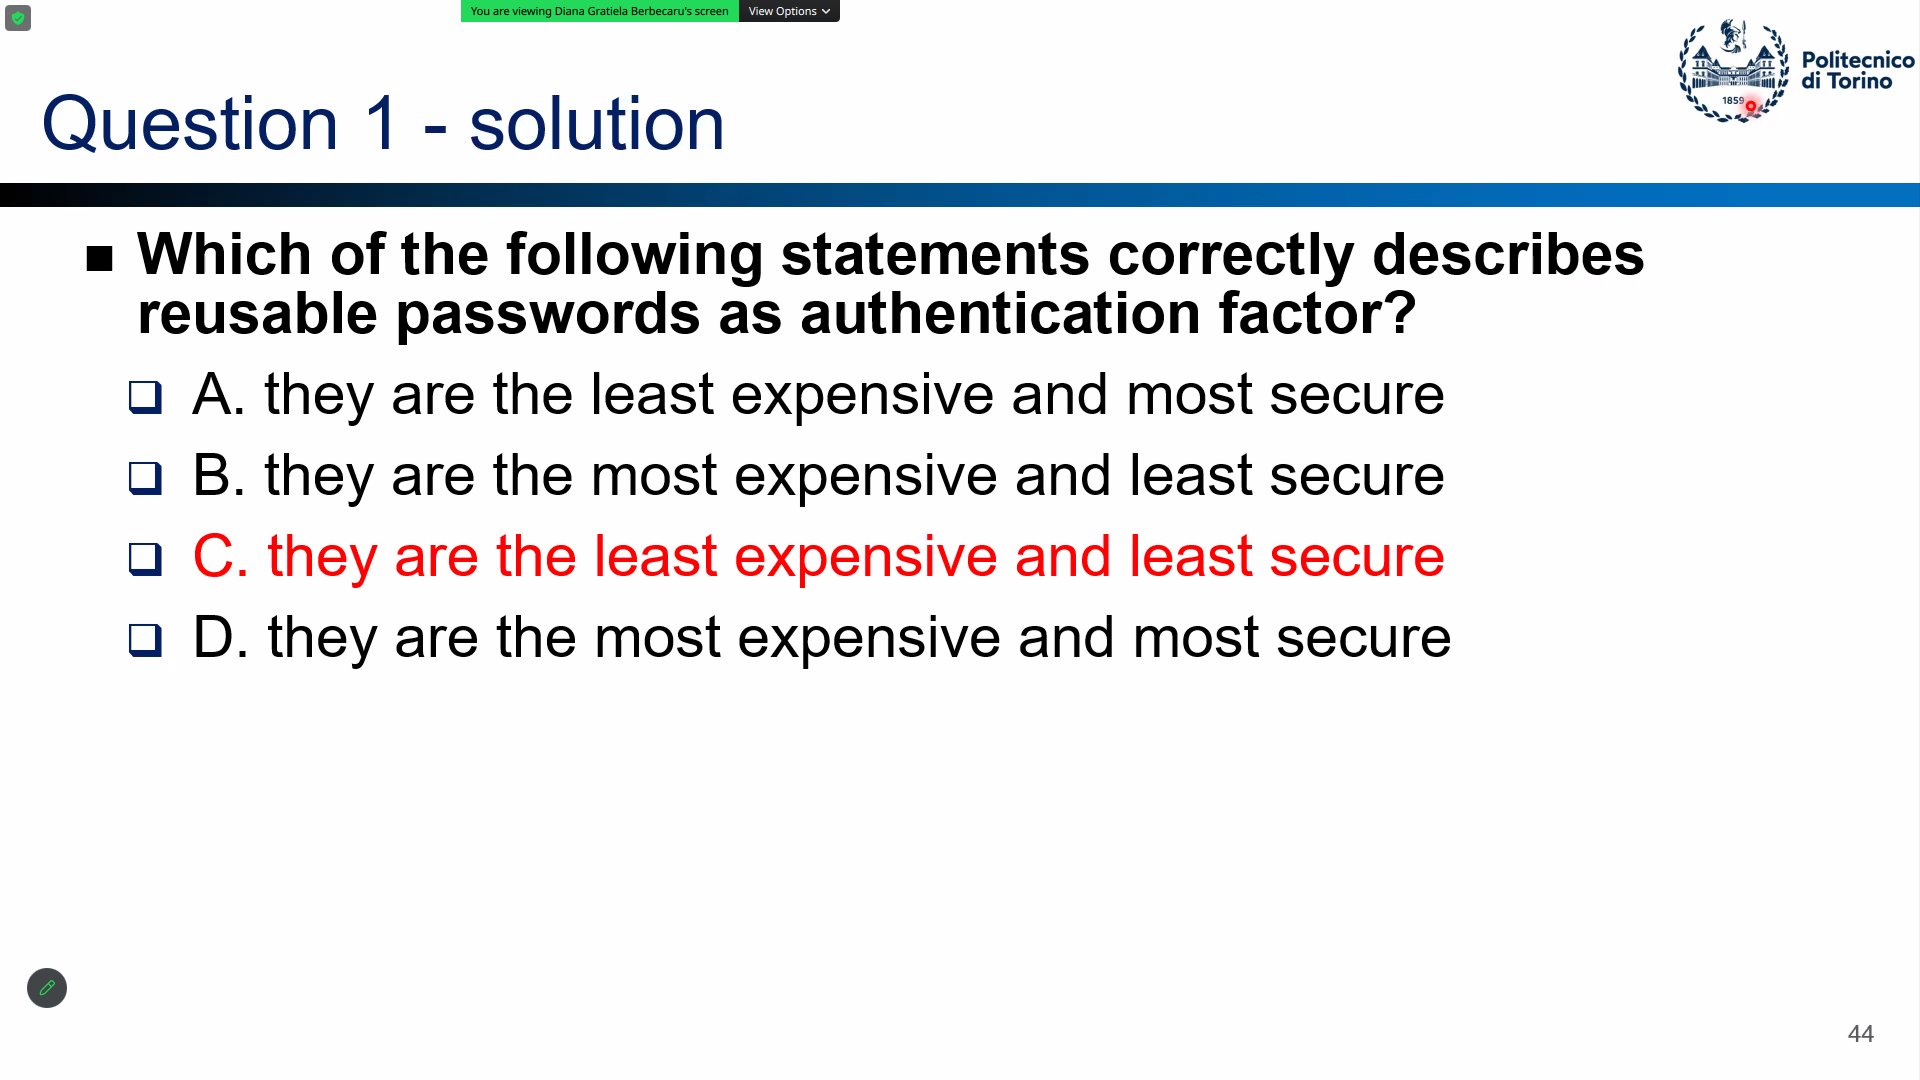 You are viewing Diana Gratiela Berbecaru's screen View Options
Politecnico
di Torino
1859
Question 1 - solution
Which of the following statements correctly describes
reusable passwords as authentication factor?
A. they are the least expensive and most secure
B. they are the most expensive and least secure
C. they are the least expensive and least secure
D. they are the most expensive and most secure
44